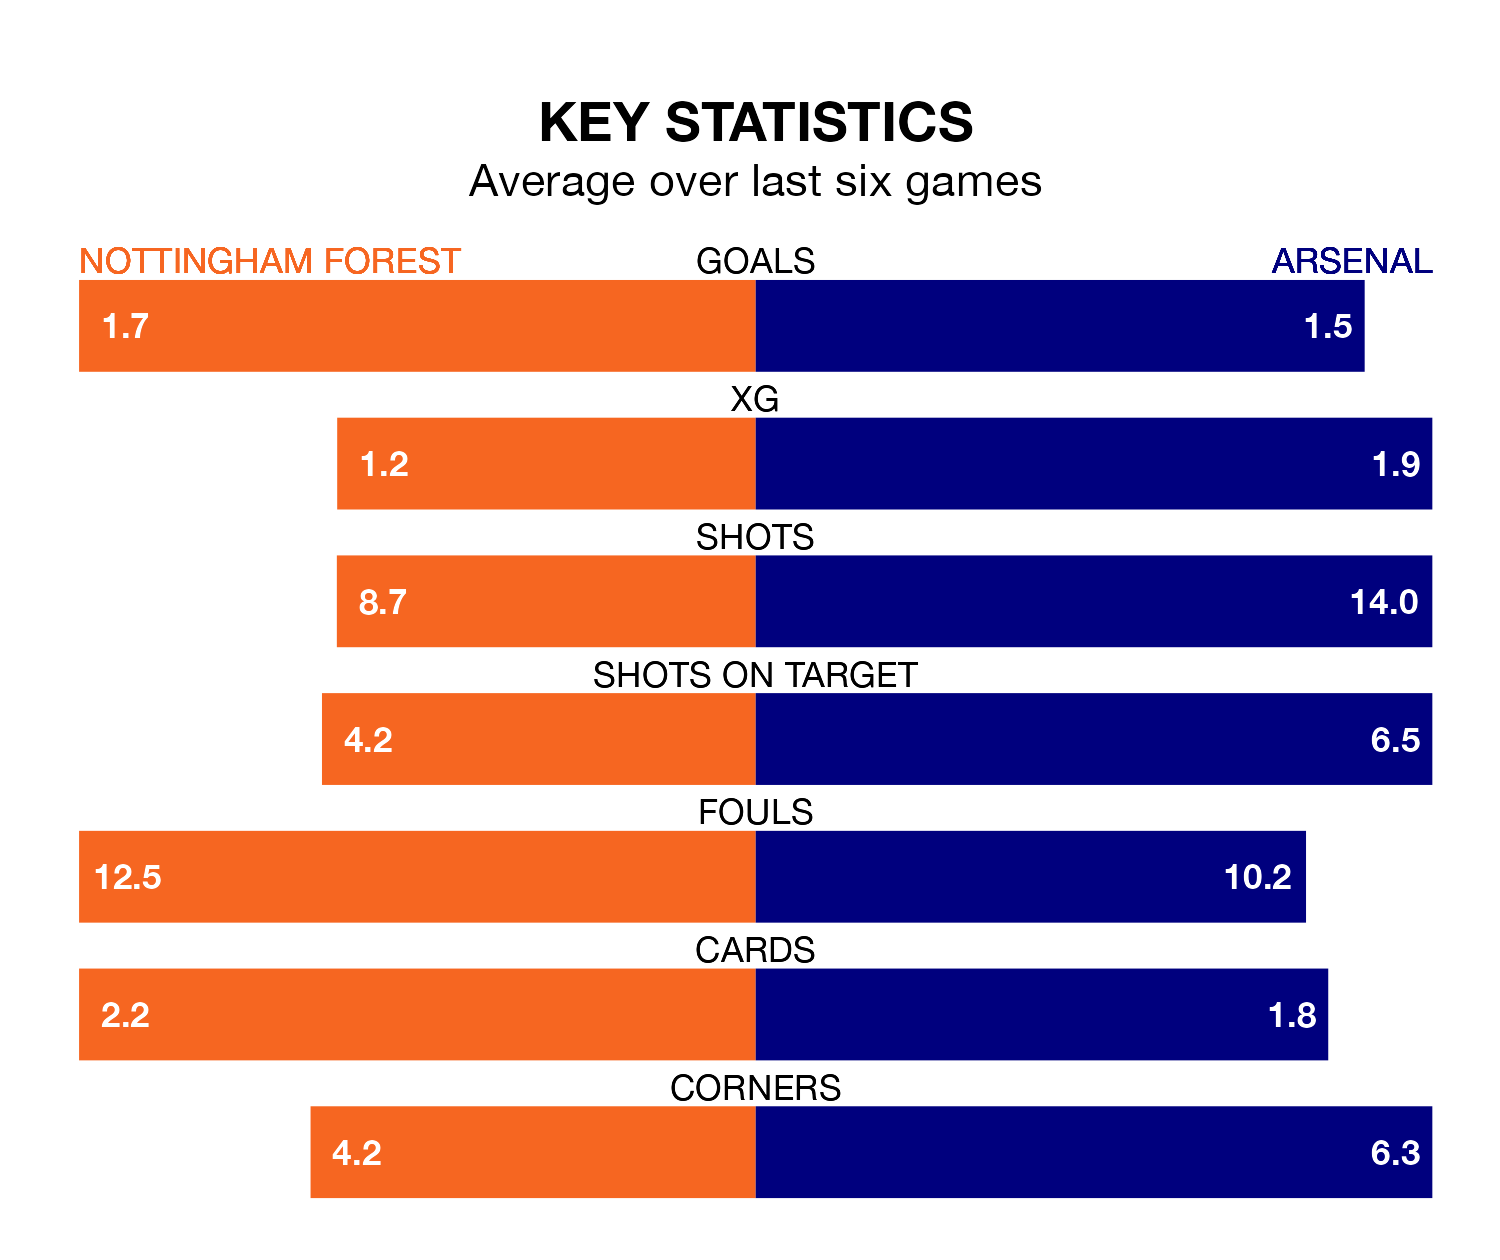 KEY STATISTICS
Average over last six games
NOTTINGHAM FOREST GOALS ARSENAL
1.7 1.5
XG
1.2 1.9
SHOTS
8.7 14.0
SHOTS ON TARGET
4.2 6.5
FOULS
12.5 10.2
CARDS
2.2 1.8
CORNERS
4.2 6.3